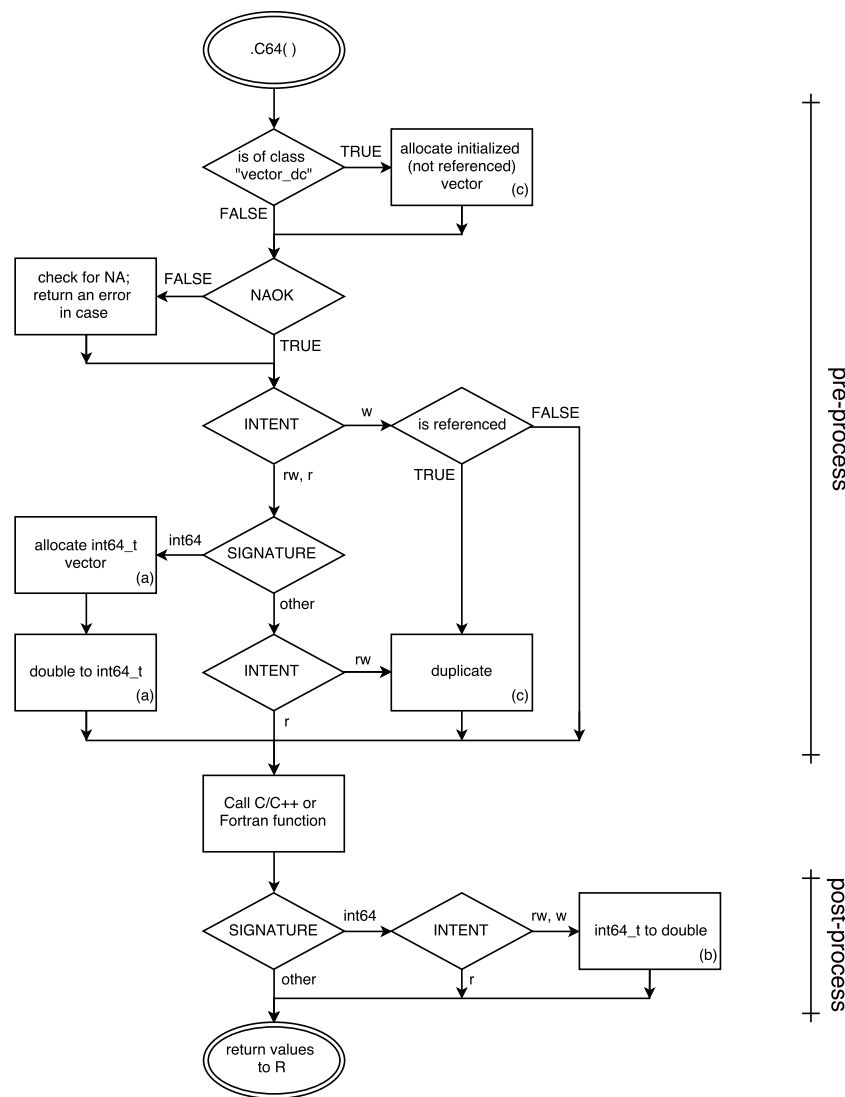 .C64( )
is of class
"vector_dc"
TRUE
allocate initialized
(not referenced)
vector
(c)
FALSE
check for NA;
return an error
in case
FALSE
NAOK
TRUE
INTENT
w
is referenced
FALSE
rw, r
TRUE
allocate int64_t
vector
(a)
int64
SIGNATURE
other
double to int64_t
(a)
INTENT
rw
duplicate
(c)
r
pre-process
Call C/C++ or
Fortran function
SIGNATURE
int64
INTENT
rw, w
int64_t to double
(b)
other
r
post-process
return values
to R